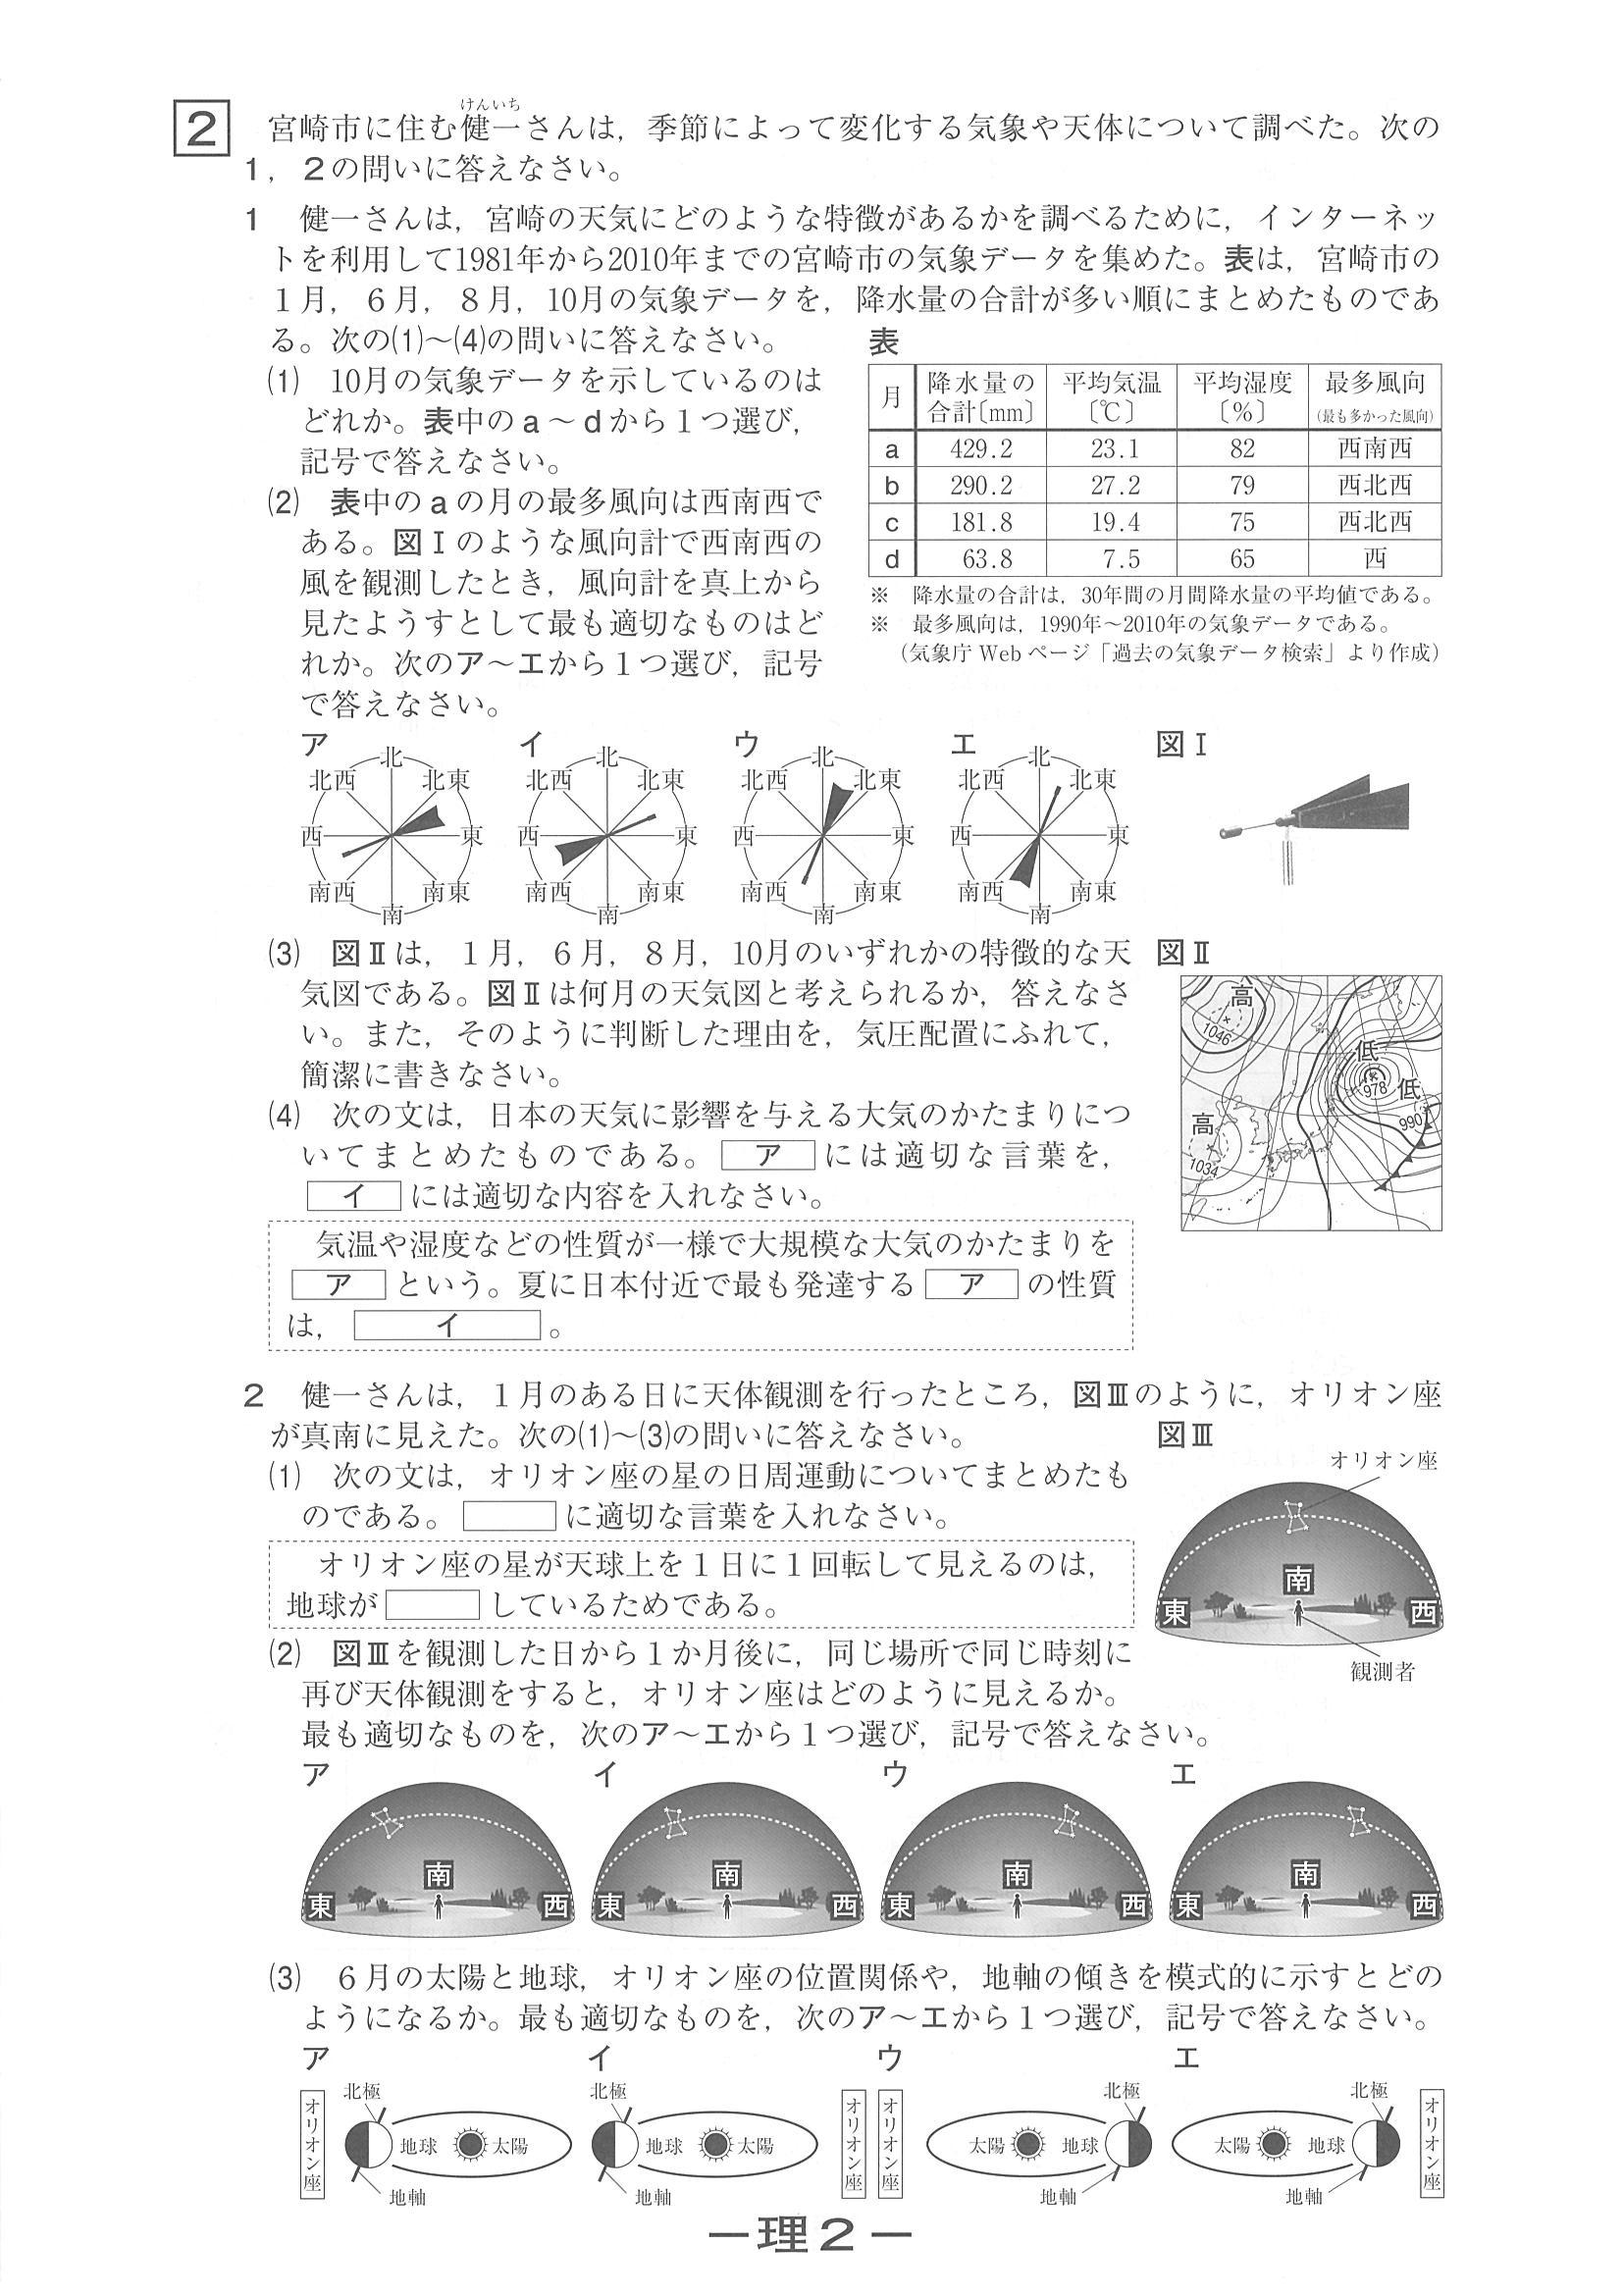 けんいち
2 宮崎市に住む健一さんは，季節によって変化する気象や天体について調べた。次の
1，2の問いに答えなさい。
1 健一さんは，宮崎の天気にどのような特徴があるかを調べるために，インターネッ
トを利用して1981年から2010年までの宮崎市の気象データを集めた。表は，宮崎市の
1月，6月，8月，10月の気象データを，降水量の合計が多い順にまとめたものであ
る。次の(1)～(4)の問いに答えなさい。
(1) 10月の気象データを示しているのは
どれか。表中のa～dから1つ選び，
記号で答えなさい。
(2) 表中のaの月の最多風向は西南西で
ある。図Ⅰのような風向計で西南西の
風を観測したとき，風向計を真上から
見たようすとして最も適切なものはど
れか。次のア～エから1つ選び，記号
で答えなさい。
表
月 降水量の合計〔mm〕 平均気温〔℃〕 平均湿度〔％〕 最多風向（最も多かった風向）
a 429.2 23.1 82 西南西
b 290.2 27.2 79 西北西
c 181.8 19.4 75 西北西
d 63.8 7.5 65 西
※ 降水量の合計は，30年間の月間降水量の平均値である。
※ 最多風向は，1990年～2010年の気象データである。
（気象庁 Web ページ「過去の気象データ検索」より作成）
ア イ ウ エ 図Ⅰ
北 北 北 北
北西 北東 北西 北東 北西 北東 北西 北東
西 東 西 東 西 東 西 東
南西 南東 南西 南東 南西 南東 南西 南東
南 南 南 南
(3) 図Ⅱは，1月，6月，8月，10月のいずれかの特徴的な天
気図である。図Ⅱは何月の天気図と考えられるか，答えなさ
い。また，そのように判断した理由を，気圧配置にふれて，
簡潔に書きなさい。
図Ⅱ
高
1046
低
978
低
990
高
1034
(4) 次の文は，日本の天気に影響を与える大気のかたまりにつ
いてまとめたものである。 ア には適切な言葉を，
イ には適切な内容を入れなさい。
気温や湿度などの性質が一様で大規模な大気のかたまりを
ア という。夏に日本付近で最も発達する ア の性質
は， イ 。
2 健一さんは，1月のある日に天体観測を行ったところ，図Ⅲのように，オリオン座
が真南に見えた。次の(1)～(3)の問いに答えなさい。
(1) 次の文は，オリオン座の星の日周運動についてまとめたも
のである。 に適切な言葉を入れなさい。
オリオン座の星が天球上を1日に1回転して見えるのは，
地球が しているためである。
図Ⅲ
オリオン座
南
東 西
観測者
(2) 図Ⅲを観測した日から1か月後に，同じ場所で同じ時刻に
再び天体観測をすると，オリオン座はどのように見えるか。
最も適切なものを，次のア～エから1つ選び，記号で答えなさい。
ア イ ウ エ
南 南 南 南
東 西 東 西 東 西 東 西
(3) 6月の太陽と地球，オリオン座の位置関係や，地軸の傾きを模式的に示すとどの
ようになるか。最も適切なものを，次のア～エから1つ選び，記号で答えなさい。
ア イ ウ エ
北極 北極 北極 北極
オリオン座 地球 太陽 地球 太陽 オリオン座 オリオン座 太陽 地球 太陽 地球 オリオン座
地軸 地軸 地軸 地軸
－理2－